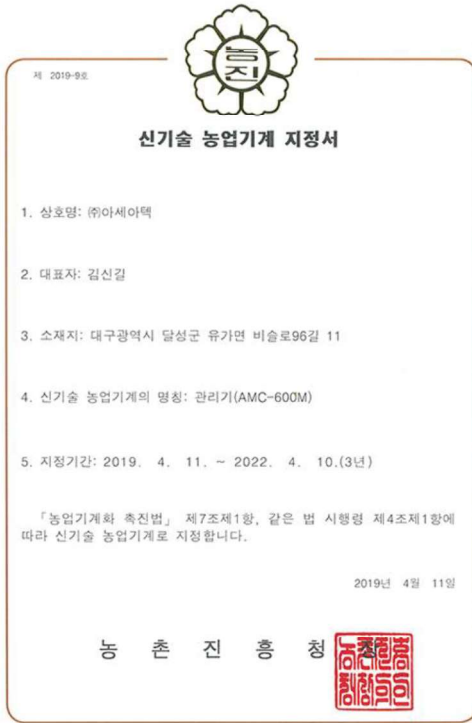 농진
제 2019-9호
신기술 농업기계 지정서
1. 상호명: ㈜아세아텍
2. 대표자: 김신길
3. 소재지: 대구광역시 달성군 유가면 비슬로96길 11
4. 신기술 농업기계의 명칭: 관리기(AMC-600M)
5. 지정기간: 2019. 4. 11. ~ 2022. 4. 10.(3년)
「농업기계화 촉진법」 제7조제1항, 같은 법 시행령 제4조제1항에
따라 신기술 농업기계로 지정합니다.
2019년 4월 11일
농 촌 진 흥 청 장